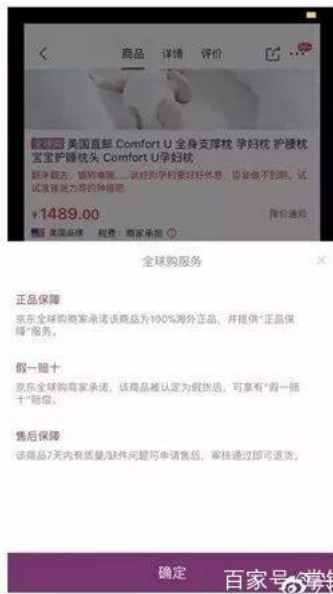 商品 详情 评价
全球购 美国直邮 Comfort U 全身支撑枕 孕妇枕 护腰枕
宝宝护睡枕头 Comfort U孕妇枕
¥1489.00
降价通知
美国品牌 税费：商家承担
全球购服务
正品保障
京东全球购商家承诺该商品为100%海外正品，并提供“正品保
障”服务。
假一赔十
京东全球购商家承诺，该商品被认定为假货后，可享有“假一赔
十”赔偿。
售后保障
该商品7天内有质量/缺件问题可申请售后，审核通过即可退货。
确定
百家号